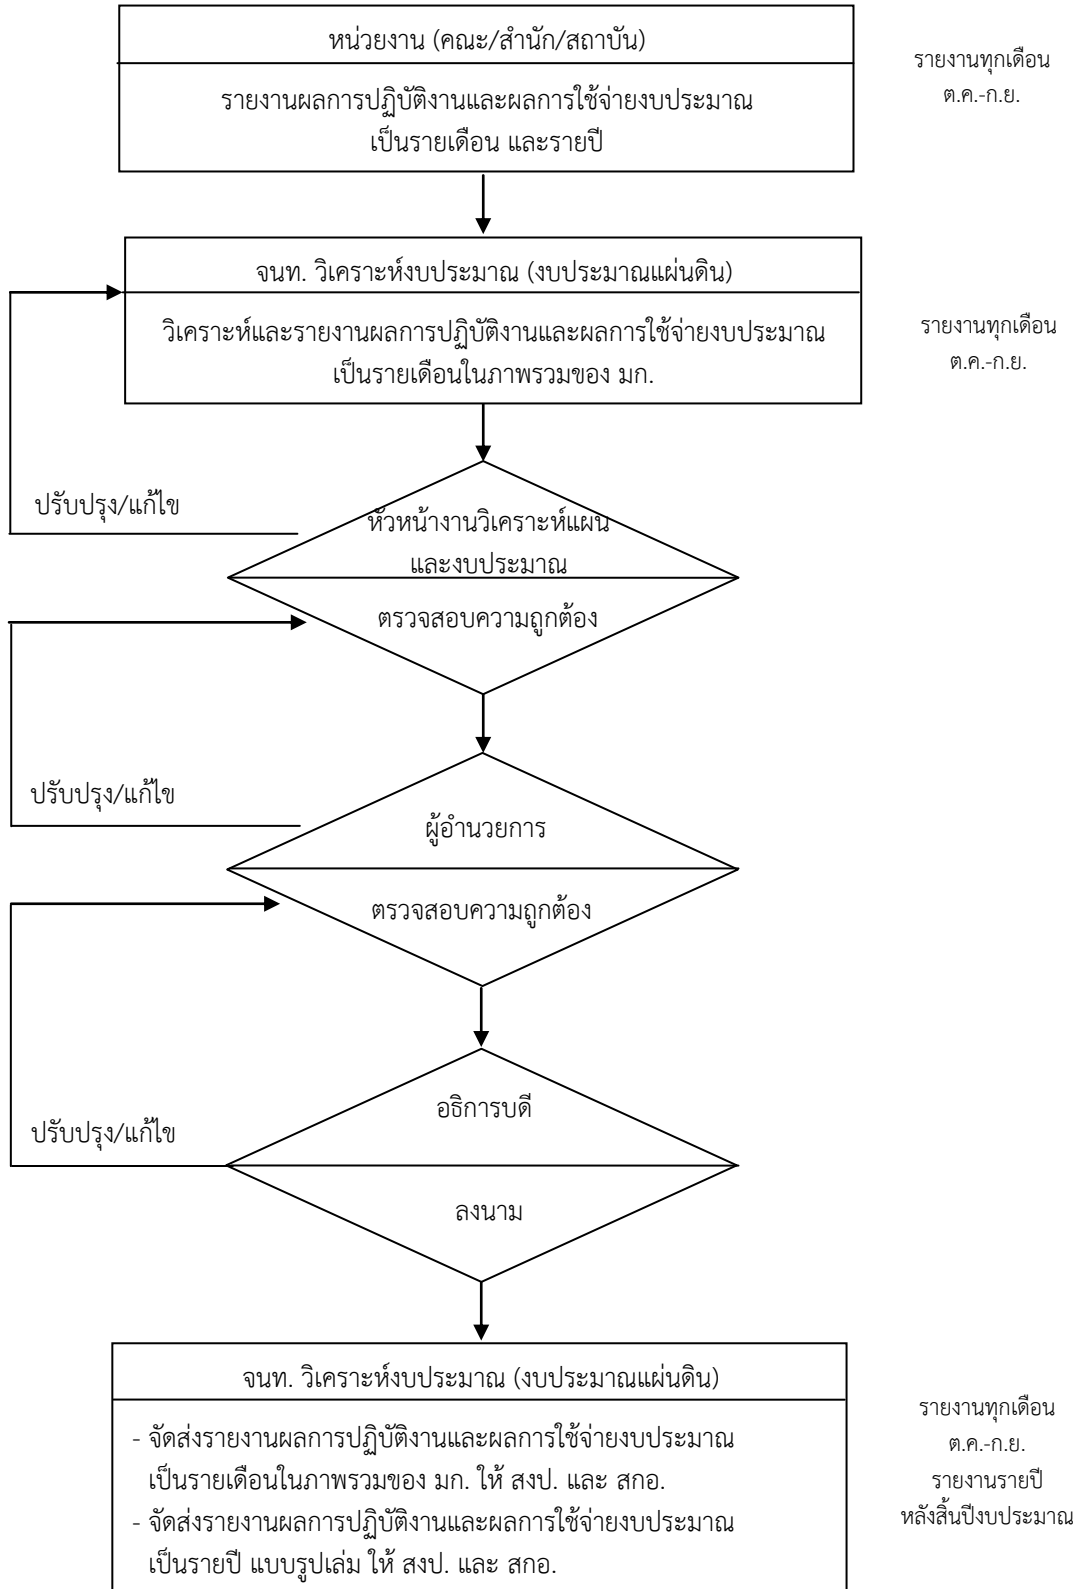 หน่วยงาน (คณะ/สำนัก/สถาบัน)
รายงานผลการปฏิบัติงานและผลการใช้จ่ายงบประมาณ
เป็นรายเดือน และรายปี
รายงานทุกเดือน
ต.ค.-ก.ย.
จนท. วิเคราะห์งบประมาณ (งบประมาณแผ่นดิน)
วิเคราะห์และรายงานผลการปฏิบัติงานและผลการใช้จ่ายงบประมาณ
เป็นรายเดือนในภาพรวมของ มก.
รายงานทุกเดือน
ต.ค.-ก.ย.
ปรับปรุง/แก้ไข
หัวหน้างานวิเคราะห์แผน
และงบประมาณ
ตรวจสอบความถูกต้อง
ปรับปรุง/แก้ไข
ผู้อำนวยการ
ตรวจสอบความถูกต้อง
ปรับปรุง/แก้ไข
อธิการบดี
ลงนาม
จนท. วิเคราะห์งบประมาณ (งบประมาณแผ่นดิน)
- จัดส่งรายงานผลการปฏิบัติงานและผลการใช้จ่ายงบประมาณ
เป็นรายเดือนในภาพรวมของ มก. ให้ สงป. และ สกอ.
- จัดส่งรายงานผลการปฏิบัติงานและผลการใช้จ่ายงบประมาณ
เป็นรายปี แบบรูปเล่ม ให้ สงป. และ สกอ.
รายงานทุกเดือน
ต.ค.-ก.ย.
รายงานรายปี
หลังสิ้นปีงบประมาณ